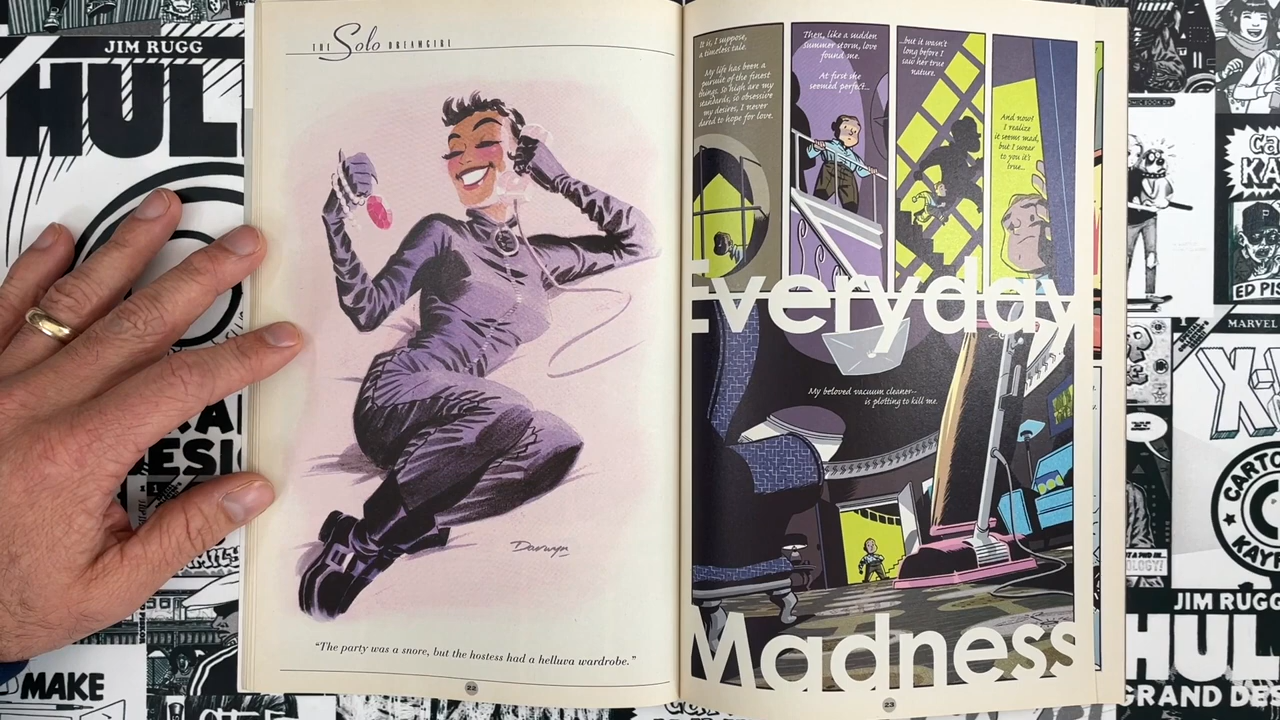 JIM RUGG
HUL
MAKE
THE Solo DREAMGIRL
Darwyn
"The party was a snore, but the hostess had a helluva wardrobe."
22
It is, I suppose,
a timeless tale.
My life has been a
pursuit of the finest
things. So high are my
standards, so obsessive
my desires, I never
dared to hope for love.
Then, like a sudden
summer storm, love
found me.
At first she
seemed perfect...
...but it wasn't
long before I
saw her true
nature.
And now!
I realize
it seems mad,
but I swear
to you it's
true...
Everyday
My beloved vacuum cleaner—
is plotting to kill me.
Madness
23
ED PIS
MARVEL
X-
CARTO
KAYF
JIM RUGG
HUL
GRAND DES